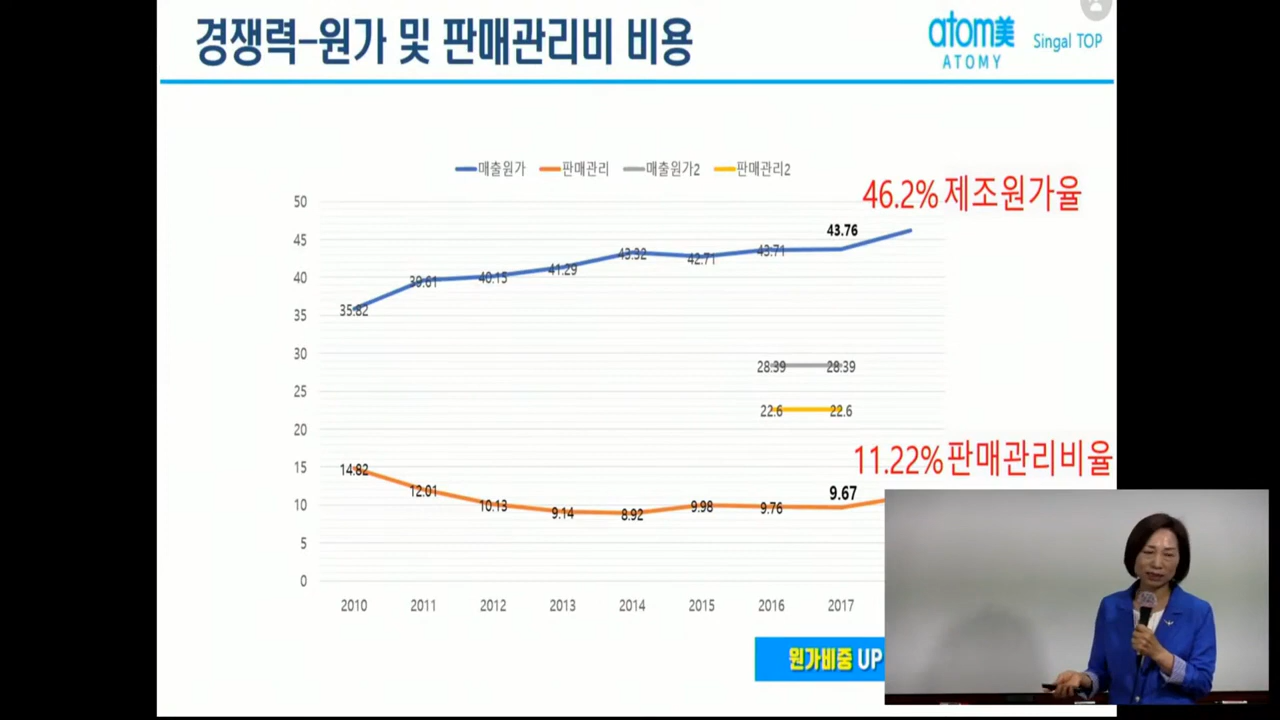 경쟁력-원가 및 판매관리비 비용
atom美
ATOMY
Singal TOP
매출원가 판매관리 매출원가2 판매관리2
46.2% 제조원가율
50
45
40
35
30
25
20
15
10
5
0
35.82 39.61 40.15 41.29 43.32 42.71 43.71 43.76
28.39 28.39
22.6 22.6
11.22% 판매관리비율
14.82 12.01 10.13 9.14 8.92 9.98 9.76 9.67
2010 2011 2012 2013 2014 2015 2016 2017
원가비중 UP